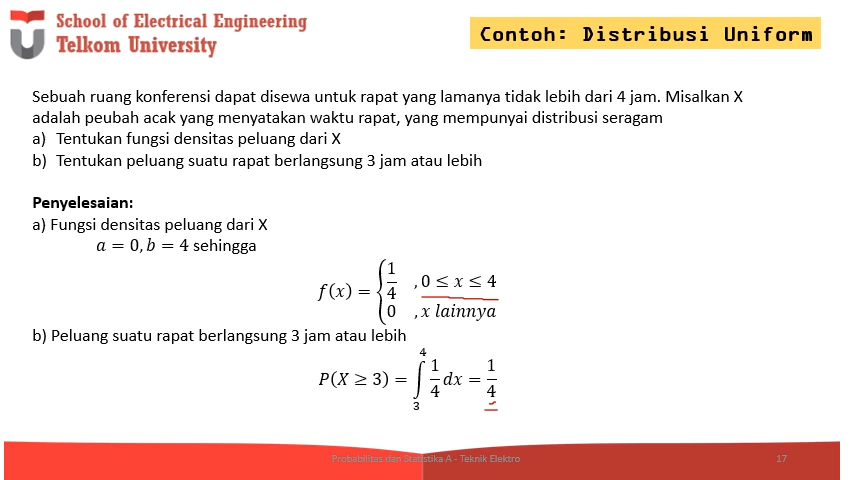 School of Electrical Engineering
Telkom University
Contoh: Distribusi Uniform
Sebuah ruang konferensi dapat disewa untuk rapat yang lamanya tidak lebih dari 4 jam. Misalkan X
adalah peubah acak yang menyatakan waktu rapat, yang mempunyai distribusi seragam
a) Tentukan fungsi densitas peluang dari X
b) Tentukan peluang suatu rapat berlangsung 3 jam atau lebih
Penyelesaian:
a) Fungsi densitas peluang dari X
a = 0, b = 4 sehingga
f(x) = { 1/4 , 0 ≤ x ≤ 4
0 , x lainnya
b) Peluang suatu rapat berlangsung 3 jam atau lebih
P(X ≥ 3) = ∫₃⁴ 1/4 dx = 1/4
Probabilitas dan Statistika A - Teknik Elektro
17